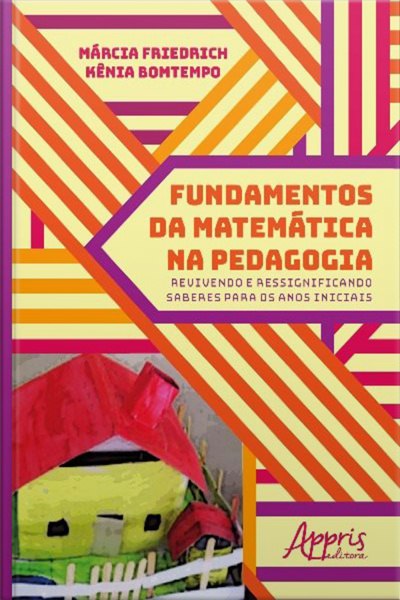 MÁRCIA FRIEDRICH
KÊNIA BOMTEMPO
FUNDAMENTOS
DA MATEMÁTICA
NA PEDAGOGIA
REVIVENDO E RESSIGNIFICANDO
SABERES PARA OS ANOS INICIAIS
Appris
editora